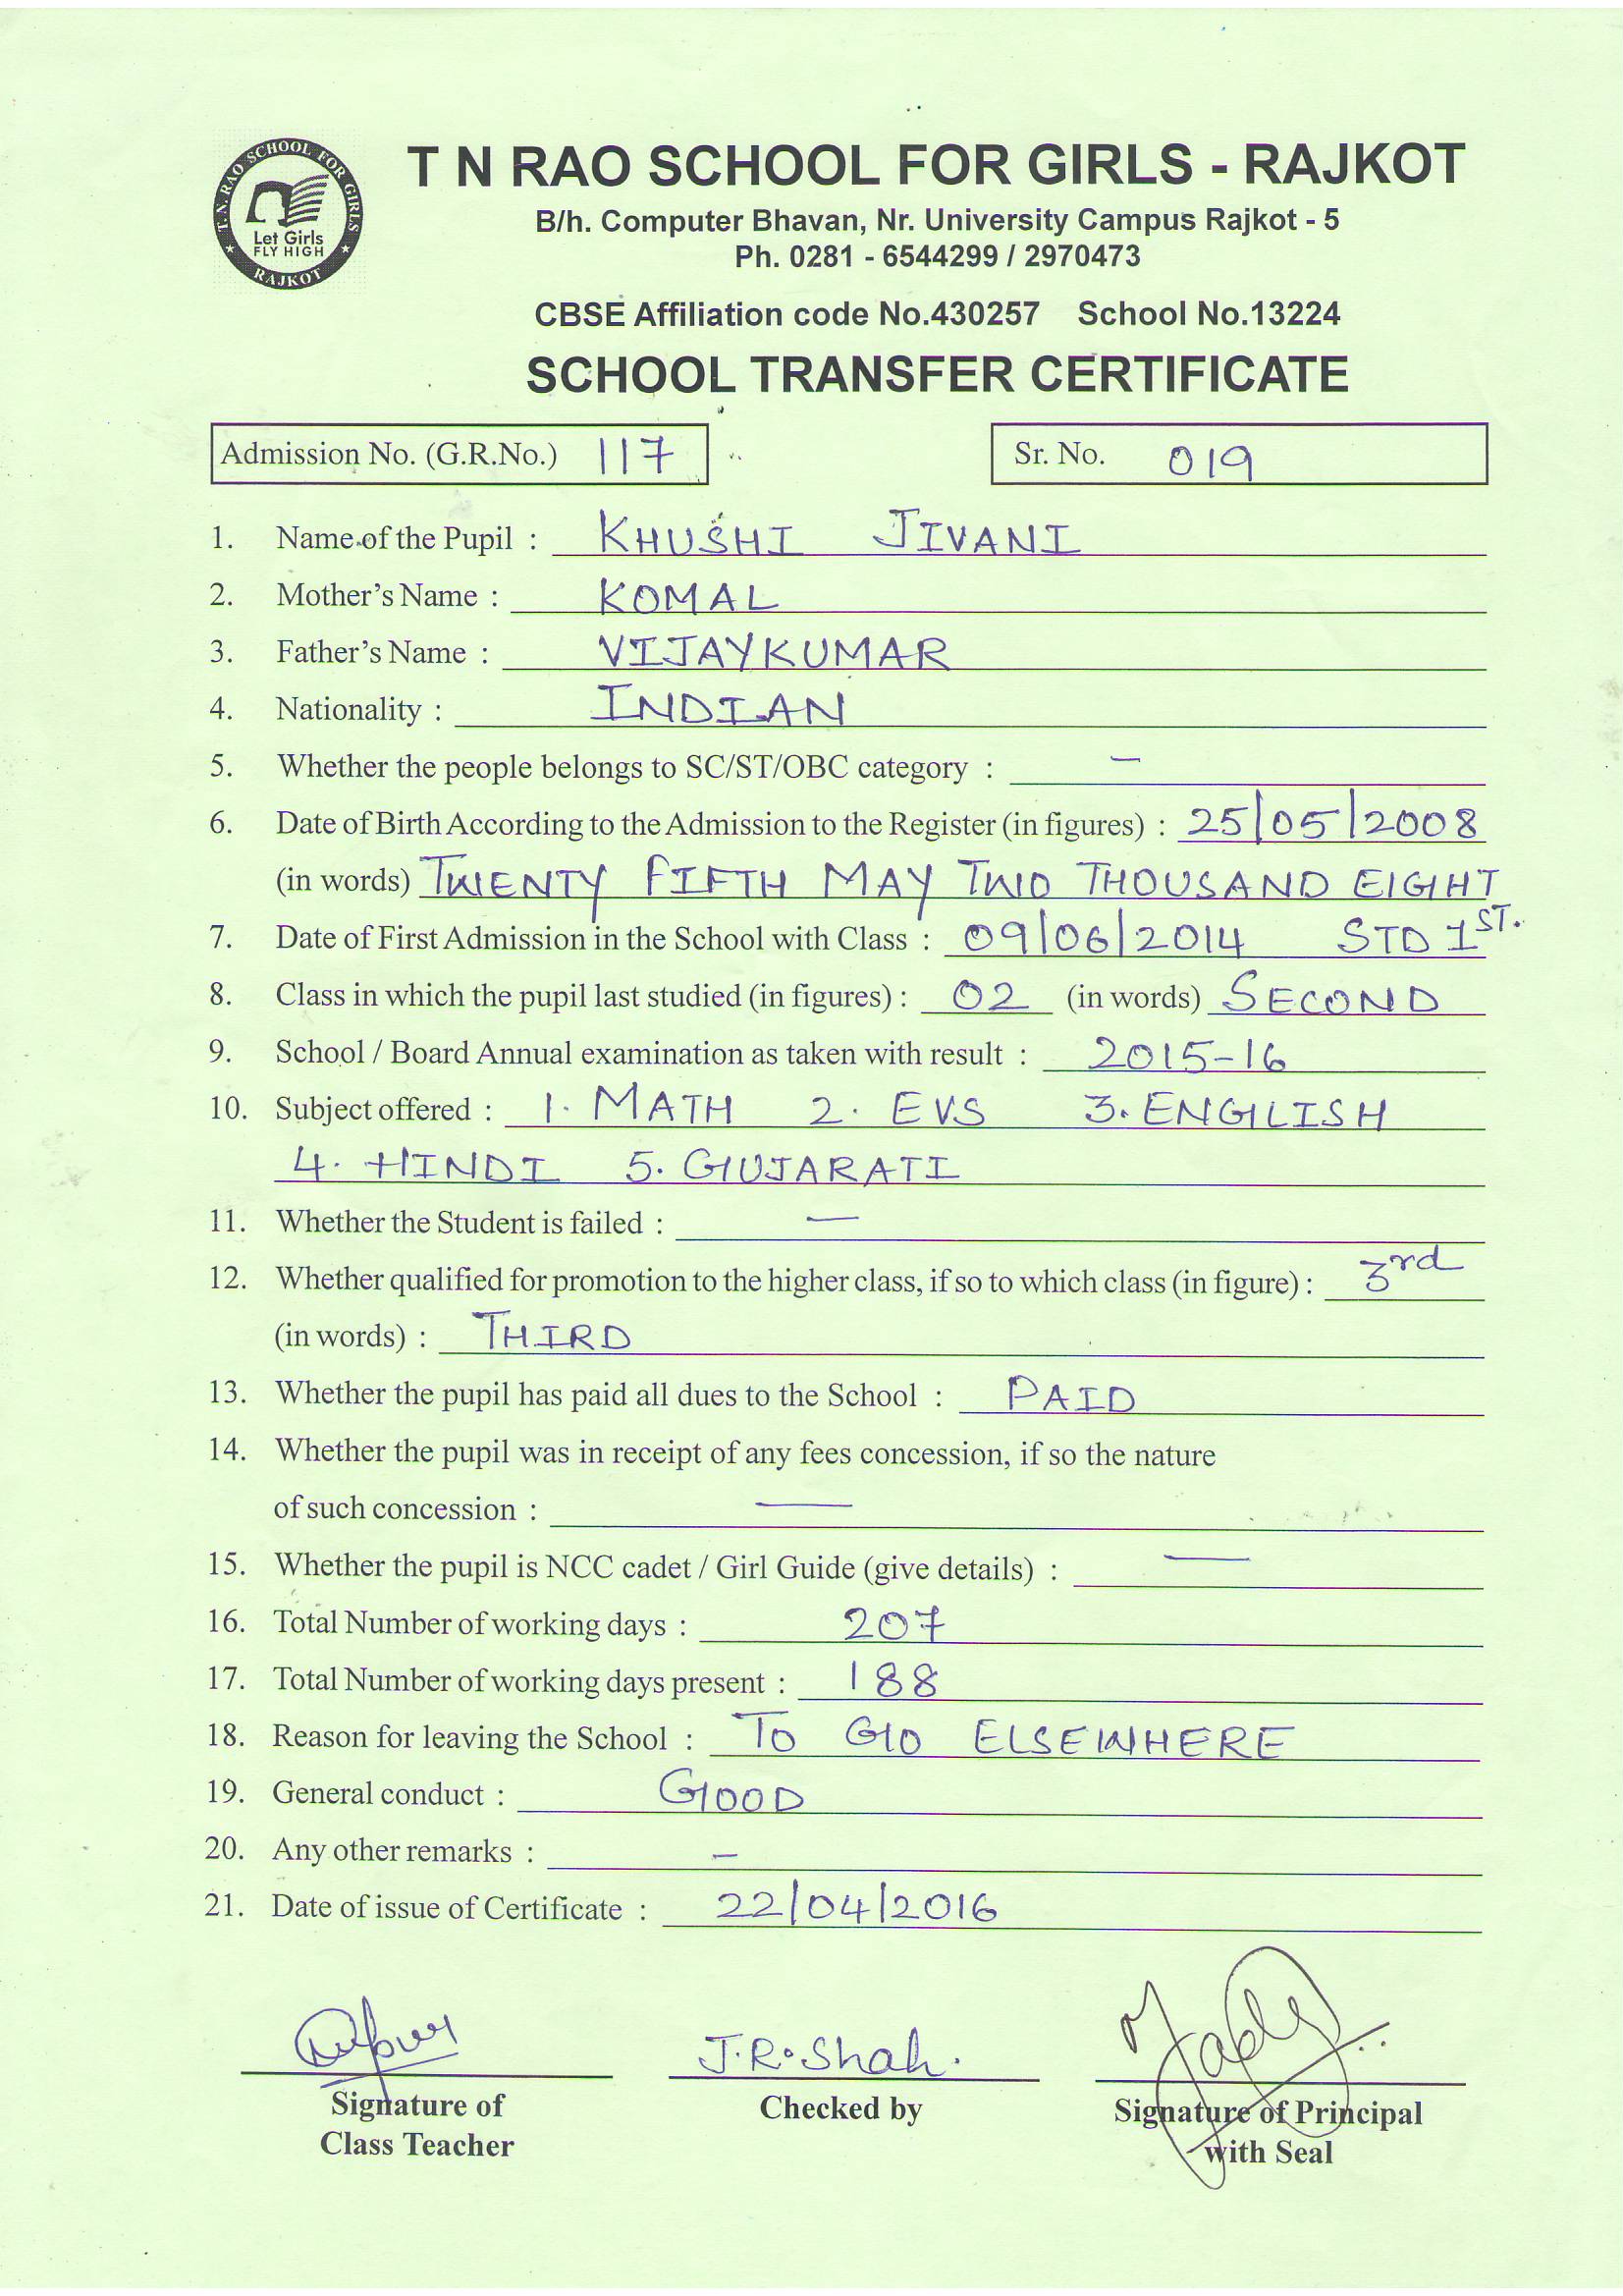 T. N. RAO SCHOOL FOR GIRLS
Let Girls
FLY HIGH
RAJKOT
T N RAO SCHOOL FOR GIRLS - RAJKOT
B/h. Computer Bhavan, Nr. University Campus Rajkot - 5
Ph. 0281 - 6544299 / 2970473
CBSE Affiliation code No.430257 School No.13224
SCHOOL TRANSFER CERTIFICATE
Admission No. (G.R.No.) 117 Sr. No. 019
1. Name of the Pupil : KHUSHI JIVANI
2. Mother's Name : KOMAL
3. Father's Name : VIJAYKUMAR
4. Nationality : INDIAN
5. Whether the people belongs to SC/ST/OBC category : —
6. Date of Birth According to the Admission to the Register (in figures) : 25/05/2008
(in words) TWENTY FIFTH MAY TWO THOUSAND EIGHT
7. Date of First Admission in the School with Class : 09/06/2014 STD 1ST.
8. Class in which the pupil last studied (in figures) : 02 (in words) SECOND
9. School / Board Annual examination as taken with result : 2015-16
10. Subject offered : 1. MATH 2. EVS 3. ENGLISH
4. HINDI 5. GUJARATI
11. Whether the Student is failed : —
12. Whether qualified for promotion to the higher class, if so to which class (in figure) : 3rd
(in words) : THIRD
13. Whether the pupil has paid all dues to the School : PAID
14. Whether the pupil was in receipt of any fees concession, if so the nature
of such concession : —
15. Whether the pupil is NCC cadet / Girl Guide (give details) : —
16. Total Number of working days : 207
17. Total Number of working days present : 188
18. Reason for leaving the School : TO GO ELSEWHERE
19. General conduct : GOOD
20. Any other remarks : —
21. Date of issue of Certificate : 22/04/2016
J.R. Shah.
Signature of Checked by Signature of Principal
Class Teacher with Seal